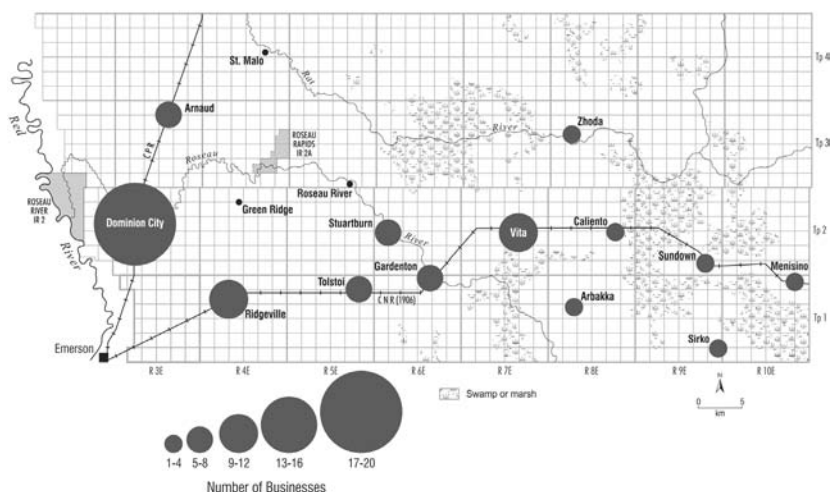 St. Malo
Rat
Tp 4
Arnaud
Zhoda
Red
CPR
ROSEAU
RAPIDS
IR 2A
River
Tp 3
Roseau
ROSEAU
RIVER
IR 2
Roseau River
Green Ridge
Dominion City
Stuartburn
Vita
Caliento
Tp 2
River
River
Gardenton
Sundown
Menisino
Tolstoi
Ridgeville
C N R (1906)
Arbakka
Tp 1
Emerson
Sirko
R 3E
R 4E
R 5E
R 6E
R 7E
R 8E
R 9E
R 10E
N
Swamp or marsh
0 5
km
1-4
5-8
9-12
13-16
17-20
Number of Businesses